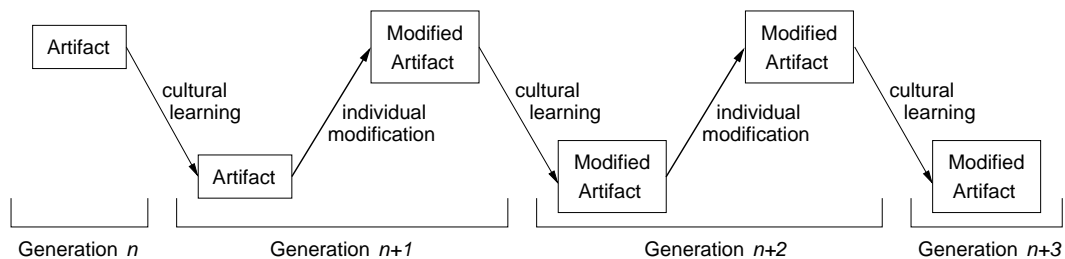 Artifact
cultural
learning
Artifact
individual
modification
Modified
Artifact
cultural
learning
Modified
Artifact
individual
modification
Modified
Artifact
cultural
learning
Modified
Artifact
Generation n
Generation n+1
Generation n+2
Generation n+3